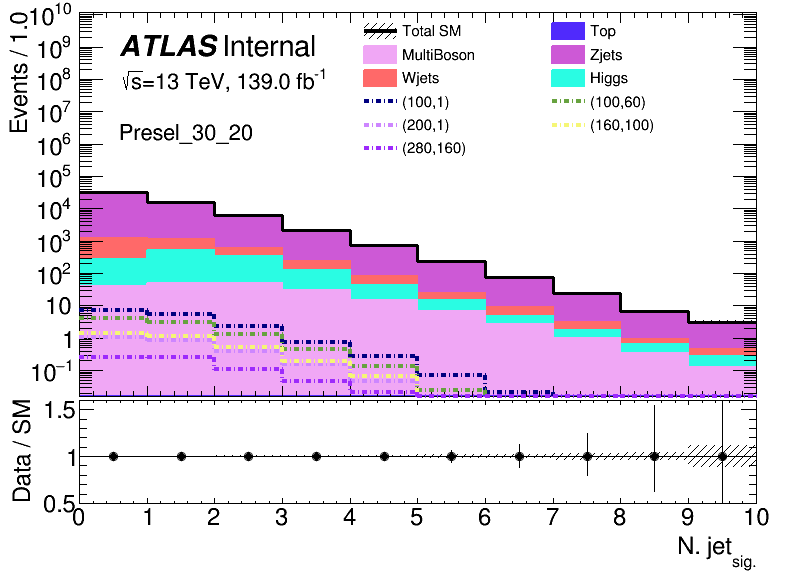 Events / 1.0
10^10
10^9
10^8
10^7
10^6
10^5
10^4
10^3
10^2
10
1
10^-1
ATLAS Internal
√s=13 TeV, 139.0 fb^-1
Presel_30_20
Total SM
Top
MultiBoson
Zjets
Wjets
Higgs
(100,1)
(100,60)
(200,1)
(160,100)
(280,160)
Data / SM
1.5
1
0.5
0 1 2 3 4 5 6 7 8 9 10
N. jet_sig.